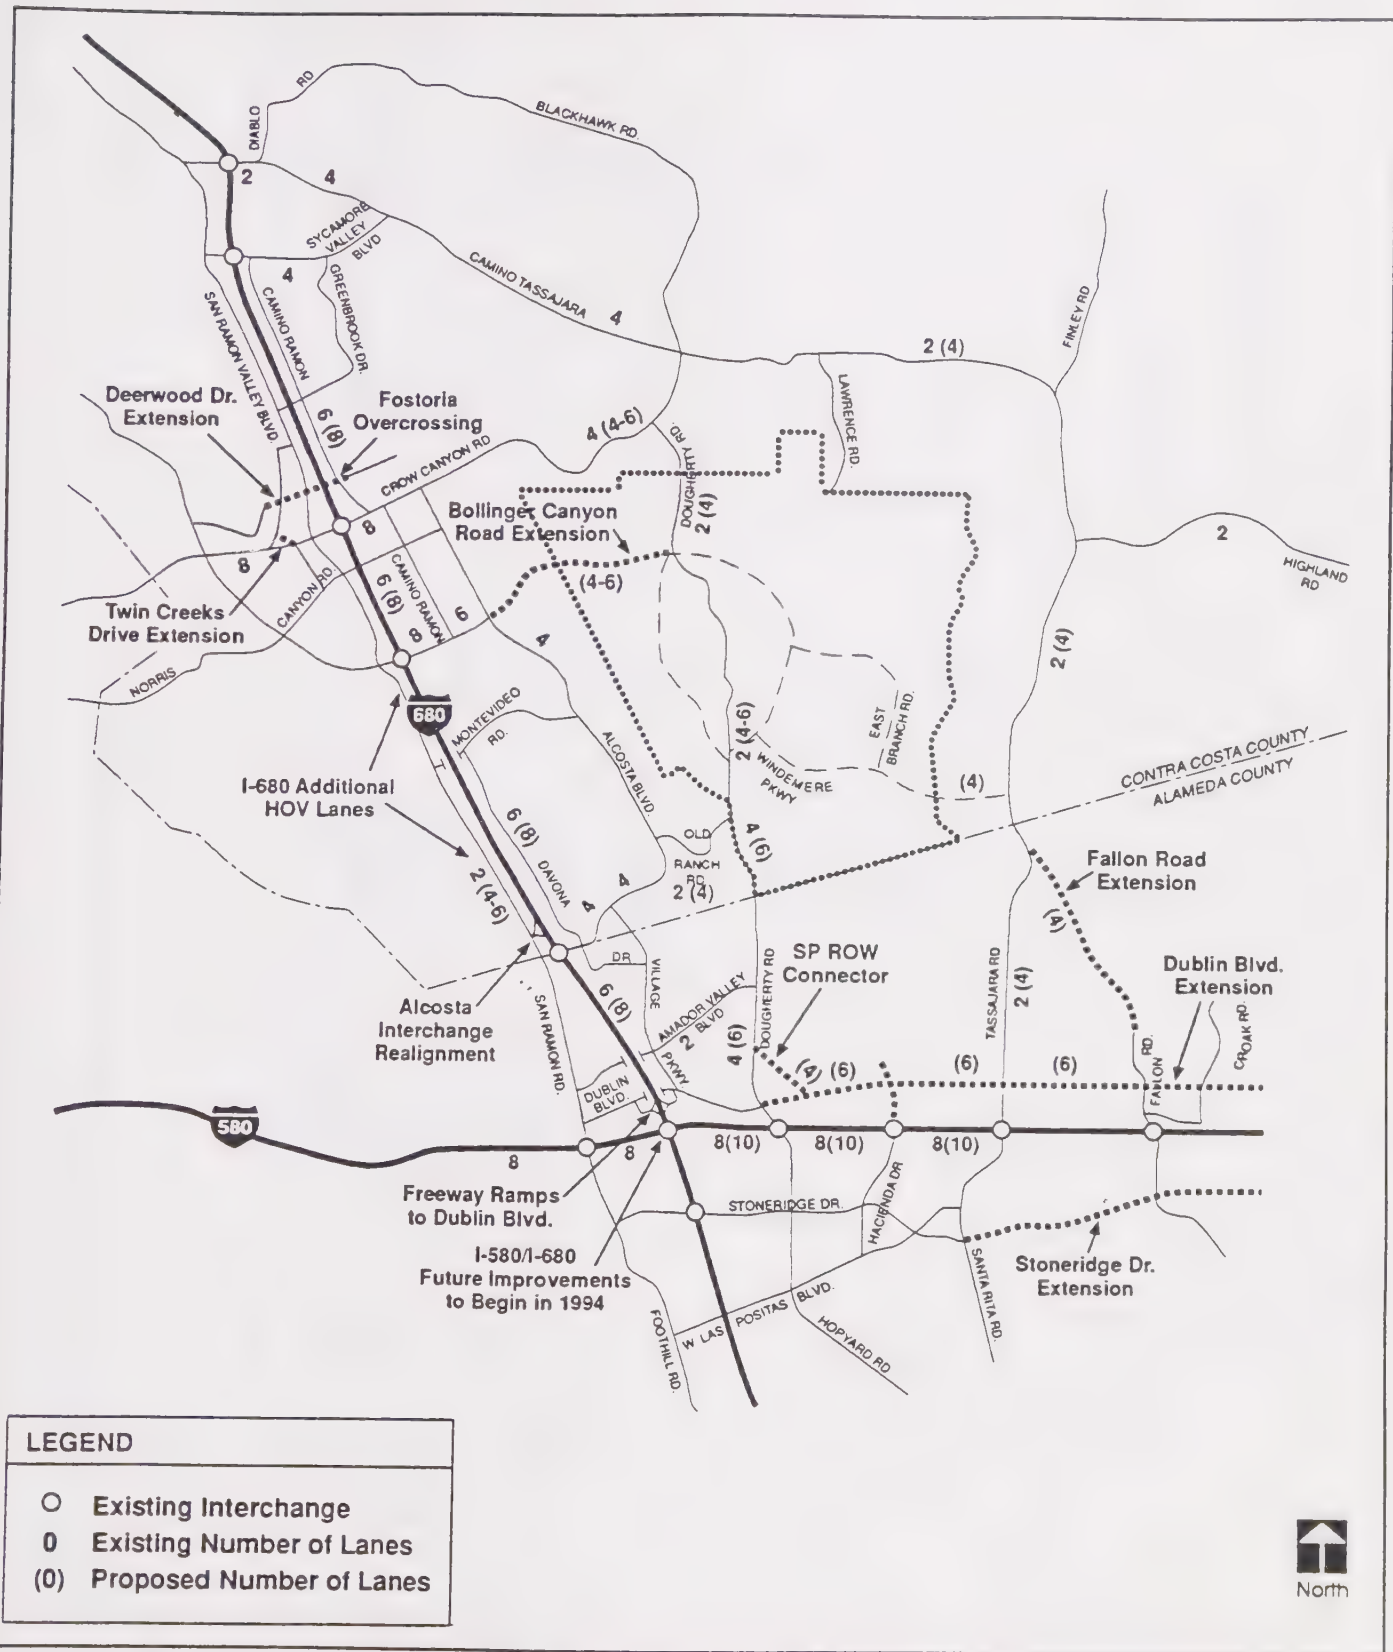 RD
DIABLO
BLACKHAWK RD.
2
4
SYCAMORE
VALLEY
BLVD
4
GREENBROOK DR.
CAMINO RAMON
SAN RAMON VALLEY BLVD.
CAMINO TASSAJARA
4
FINLEY RD
2 (4)
LAWRENCE RD.
Deerwood Dr.
Extension
Fostoria
Overcrossing
6 (8)
4 (4-6)
CROW CANYON RD
DOUGHERTY RD.
2 (4)
Bollinger Canyon
Road Extension
(4-6)
8
8
2
HIGHLAND
RD
Twin Creeks
Drive Extension
CANYON RD.
NORRIS
CAMINO RAMON
6 (8)
8
6
4
2 (4)
680
MONTEVIDEO
RD.
ALCOSTA BLVD.
2 (4-6)
WINDEMERE
PKWY
EAST
BRANCH RD.
(4)
CONTRA COSTA COUNTY
ALAMEDA COUNTY
I-680 Additional
HOV Lanes
6 (8)
DAVONA
2 (4-6)
OLD
RANCH
RD
2 (4)
4 (6)
4
4
Fallon Road
Extension
(4)
DR
VILLAGE
PKWY
AMADOR VALLEY
BLVD
2
DOUGHERTY RD
4 (6)
SP ROW
Connector
TASSAJARA RD
2 (4)
Dublin Blvd.
Extension
CROAK RD.
FALLON
RD.
Alcosta
Interchange
Realignment
6 (8)
SAN RAMON RD.
DUBLIN
BLVD.
(4)
(6)
(6)
(6)
580
8
8
8(10)
8(10)
8(10)
Freeway Ramps
to Dublin Blvd.
STONERIDGE DR.
HACIENDA DR
I-580/I-680
Future Improvements
to Begin in 1994
Stoneridge Dr.
Extension
SANTA RITA RD.
W LAS POSITAS BLVD.
HOPYARD RD
FOOTHILL RD.
LEGEND
Existing Interchange
0 Existing Number of Lanes
(0) Proposed Number of Lanes
North